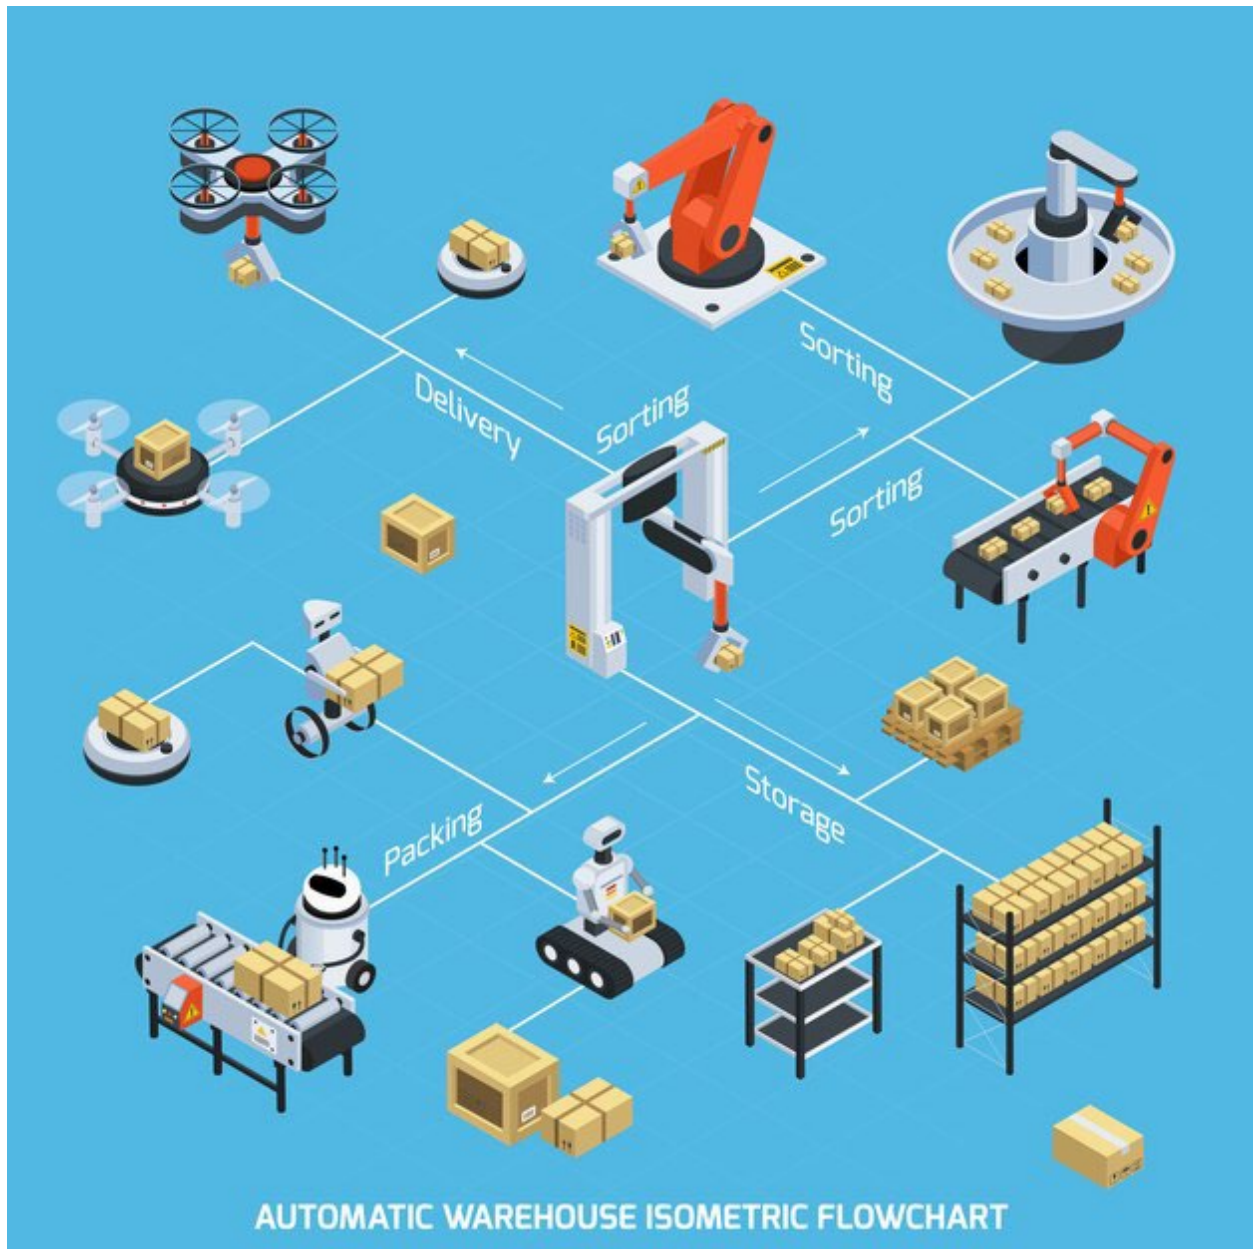 Sorting
Delivery
Sorting
Sorting
Storage
Packing
AUTOMATIC WAREHOUSE ISOMETRIC FLOWCHART